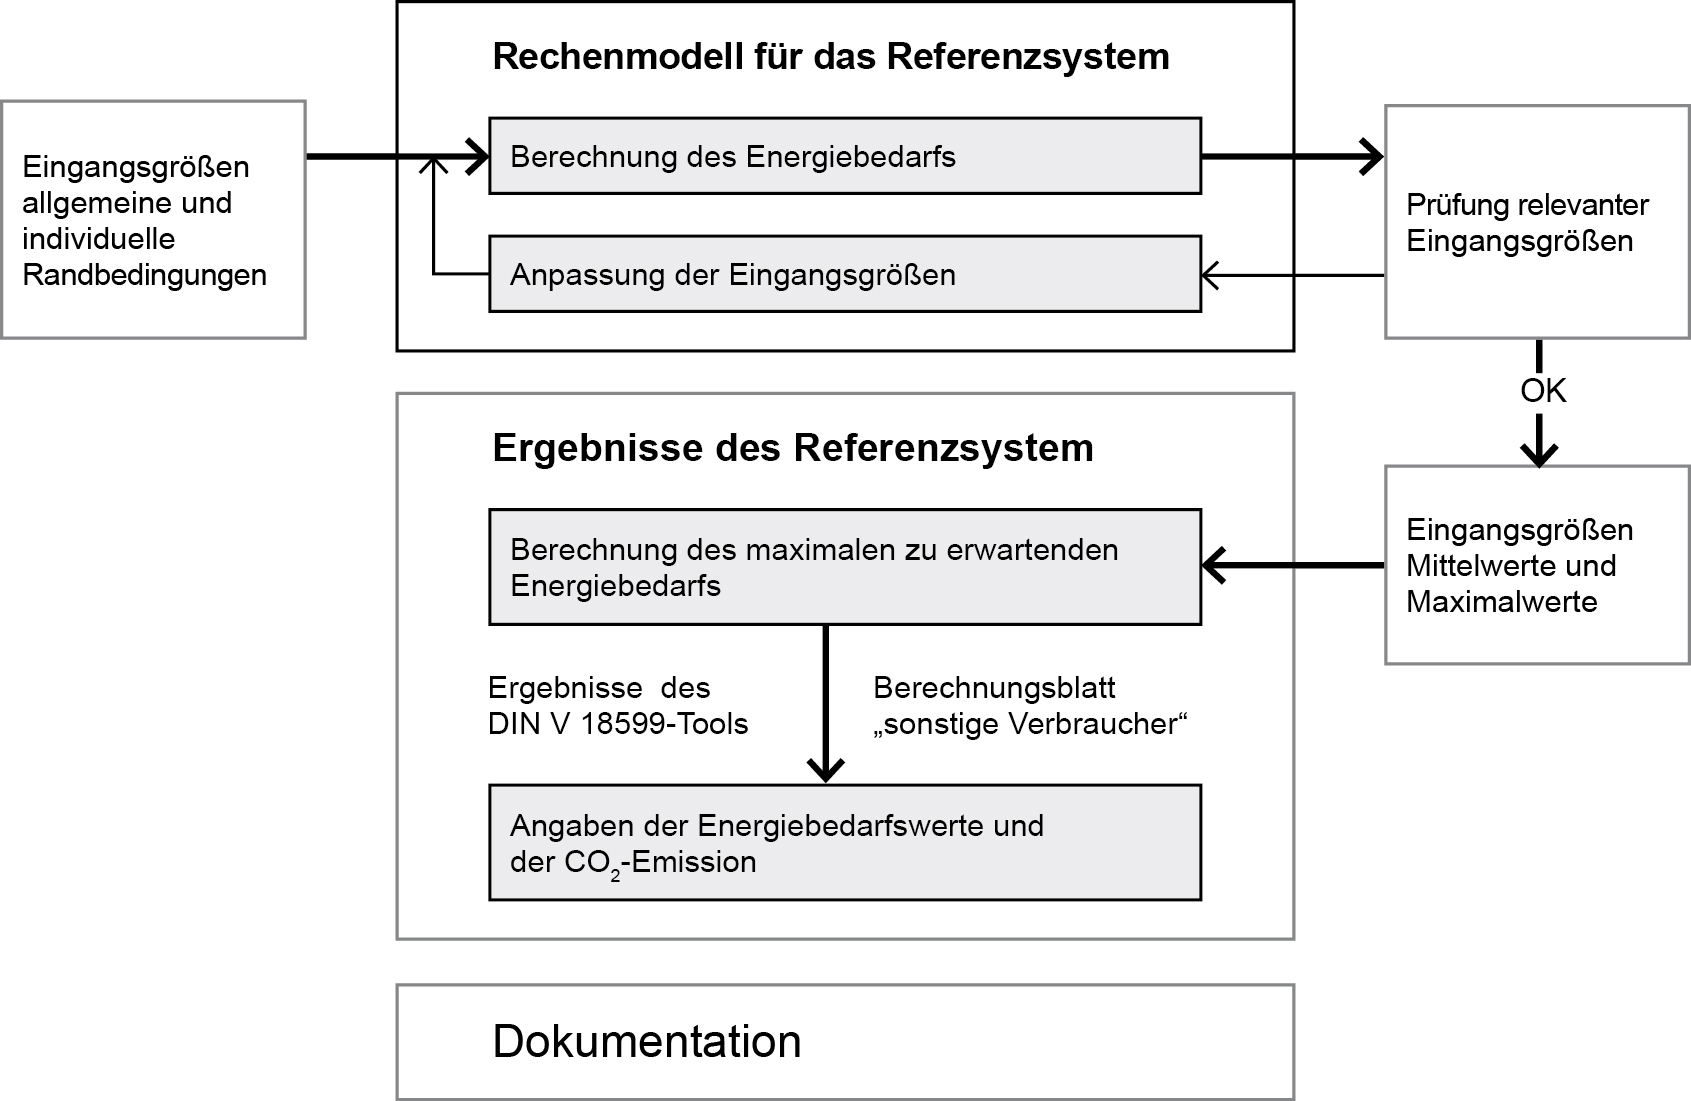 Rechenmodell für das Referenzsystem
Eingangsgrößen
allgemeine und
individuelle
Randbedingungen
Berechnung des Energiebedarfs
Anpassung der Eingangsgrößen
Prüfung relevanter
Eingangsgrößen
OK
Eingangsgrößen
Mittelwerte und
Maximalwerte
Ergebnisse des Referenzsystem
Berechnung des maximalen zu erwartenden
Energiebedarfs
Ergebnisse des
DIN V 18599-Tools
Berechnungsblatt
„sonstige Verbraucher“
Angaben der Energiebedarfswerte und
der CO₂-Emission
Dokumentation